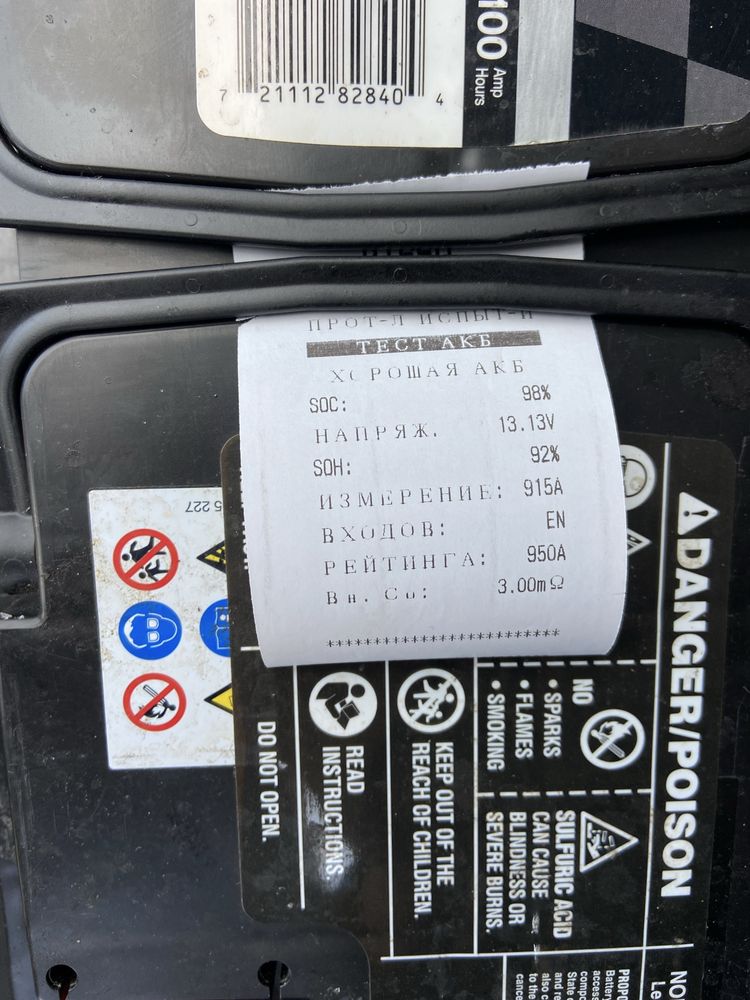 100 Amp
Hours
7 21112 82840 4
ПРОТ-Л ИСПЫТ-Й
ТЕСТ АКБ
ХОРОШАЯ АКБ
SOC: 98%
НАПРЯЖ. 13.13V
SOH: 92%
ИЗМЕРЕНИЕ: 915A
ВХОДОВ: EN
РЕЙТИНГА: 950A
Вн. Со: 3.00mΩ
************************
5 227
DANGER/POISON
NO
• SPARKS
• FLAMES
• SMOKING
SULFURIC ACID
CAN CAUSE
BLINDNESS OR
SEVERE BURNS.
KEEP OUT OF THE
REACH OF CHILDREN.
READ
INSTRUCTIONS.
DO NOT OPEN.